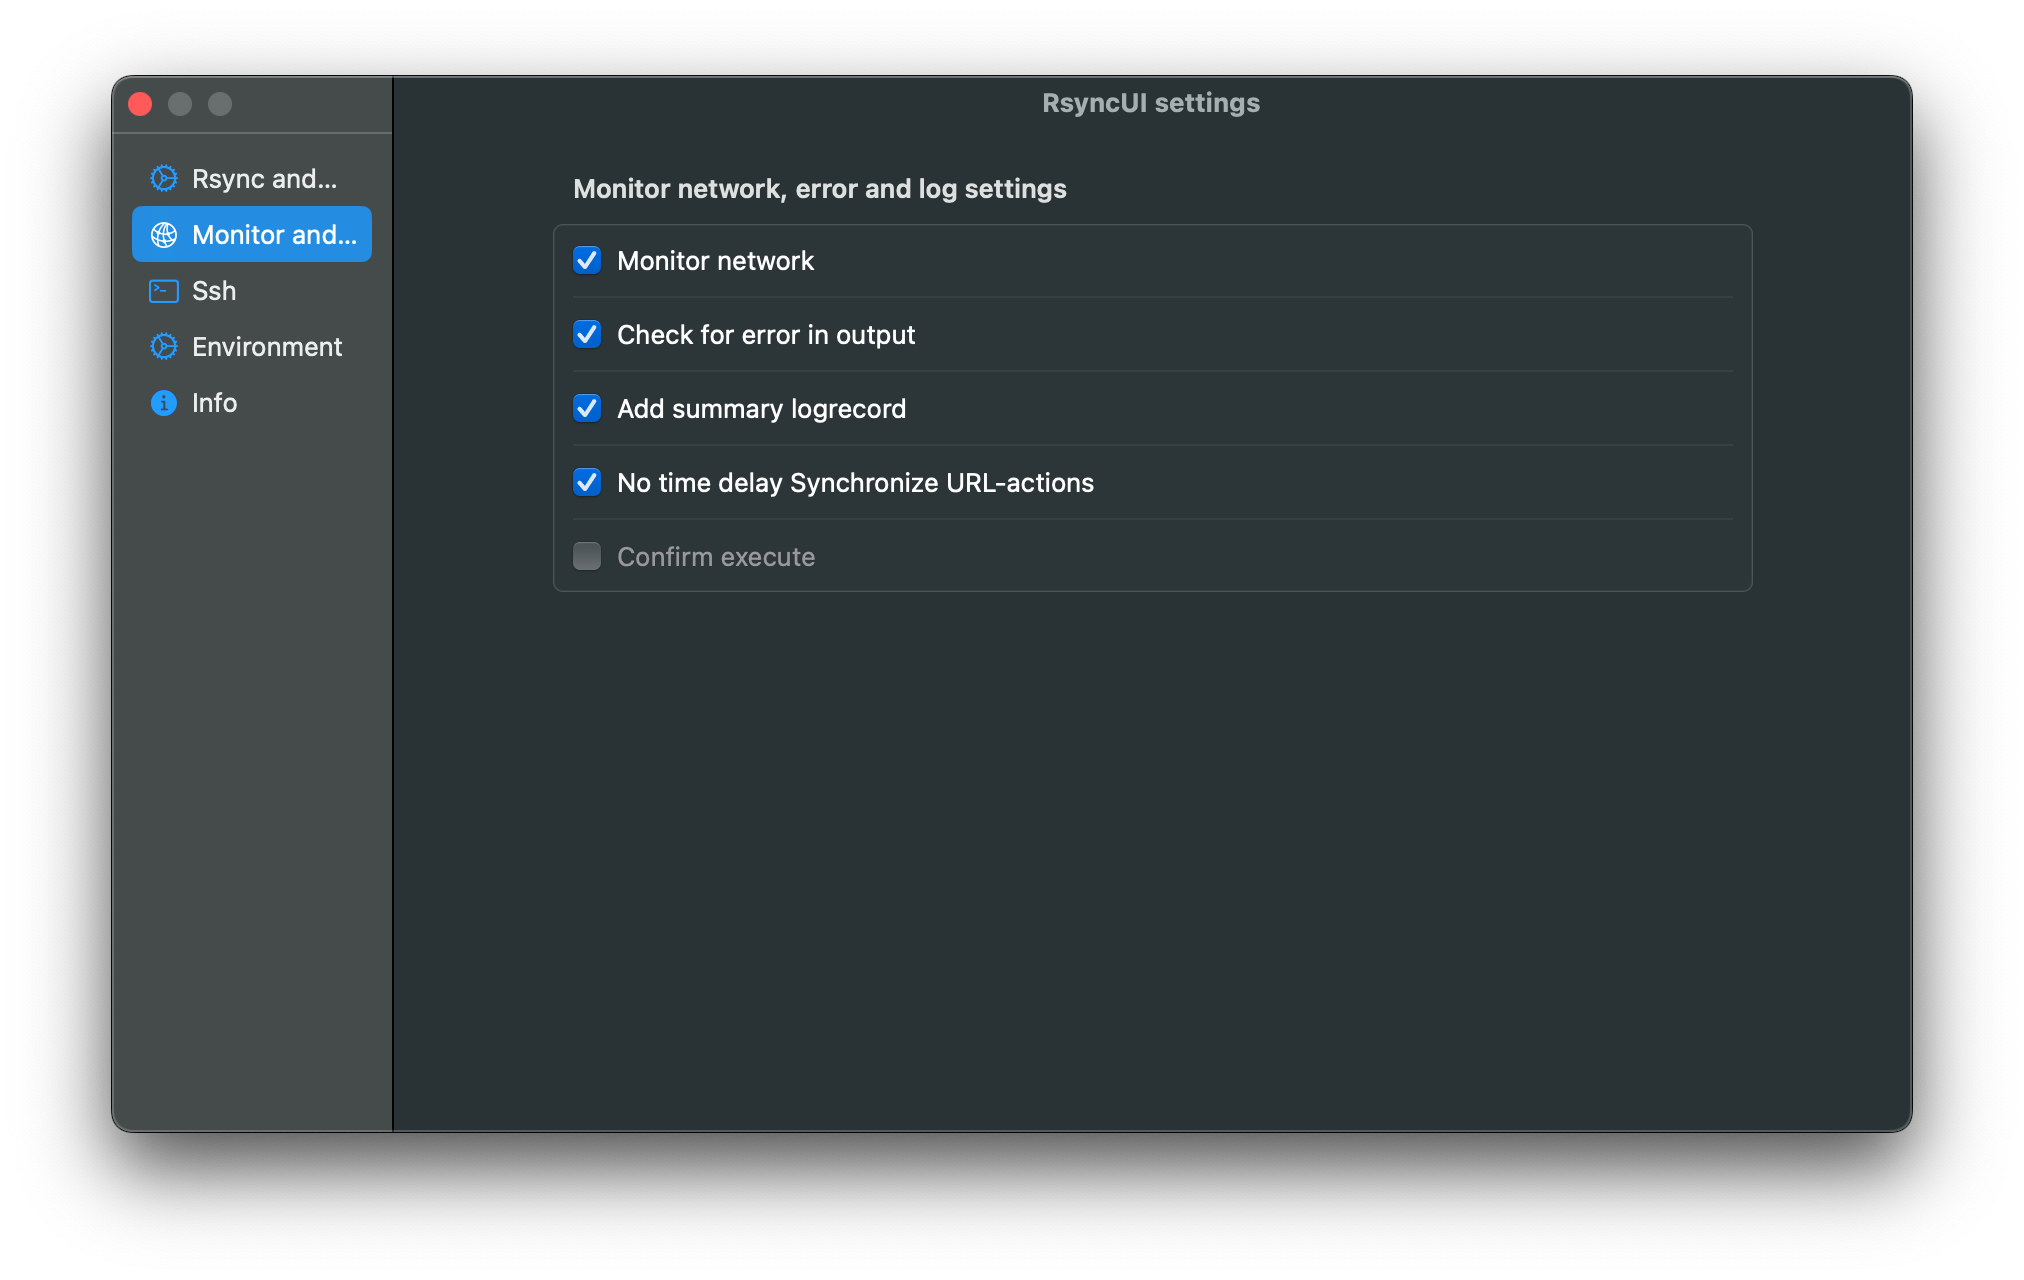 RsyncUI settings
Rsync and...
Monitor and...
Ssh
Environment
Info
Monitor network, error and log settings
Monitor network
Check for error in output
Add summary logrecord
No time delay Synchronize URL-actions
Confirm execute